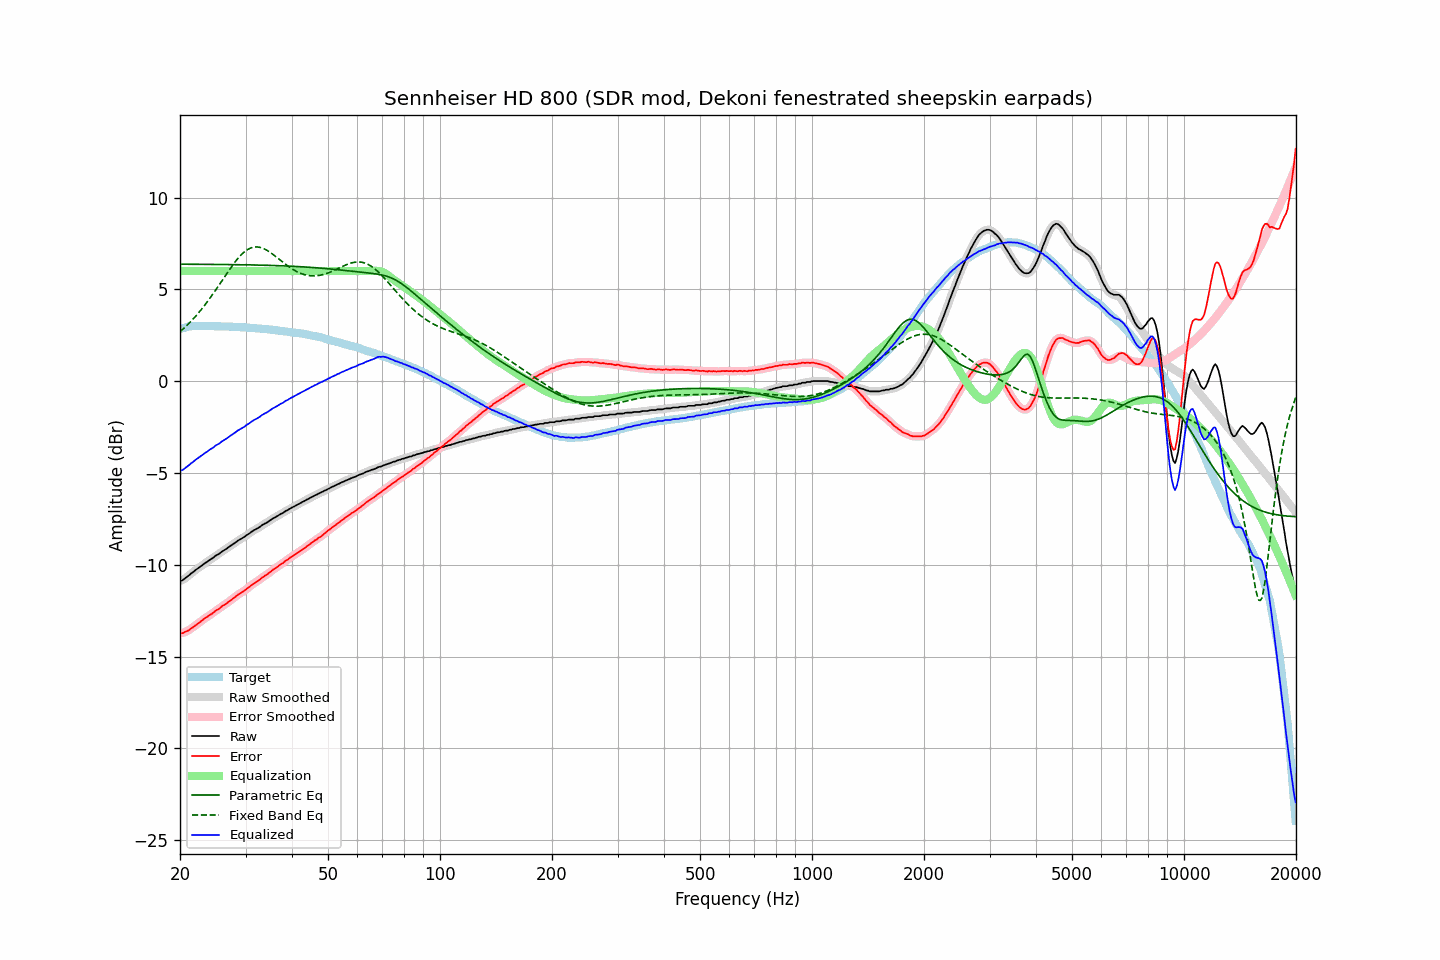 Sennheiser HD 800 (SDR mod, Dekoni fenestrated sheepskin earpads)
Amplitude (dBr)
10
5
0
−5
−10
−15
−20
−25
Target
Raw Smoothed
Error Smoothed
Raw
Error
Equalization
Parametric Eq
Fixed Band Eq
Equalized
20 50 100 200 500 1000 2000 5000 10000 20000
Frequency (Hz)